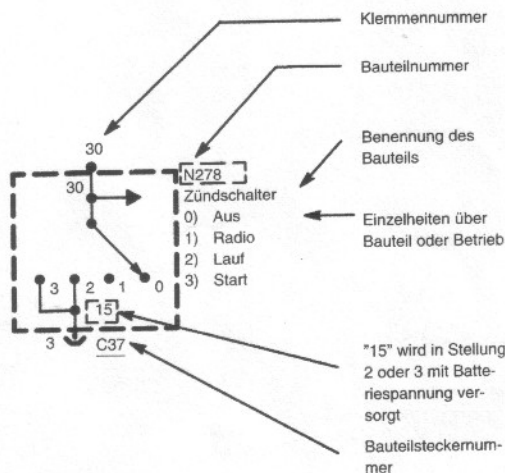 Klemmennummer
Bauteilnummer
Benennung des
Bauteils
Einzelheiten über
Bauteil oder Betrieb
"15" wird in Stellung
2 oder 3 mit Batte-
riespannung ver-
sorgt
Bauteilsteckernum-
mer
30
30
N278
Zündschalter
0) Aus
1) Radio
2) Lauf
3) Start
3 2 1 0
15
3
C37